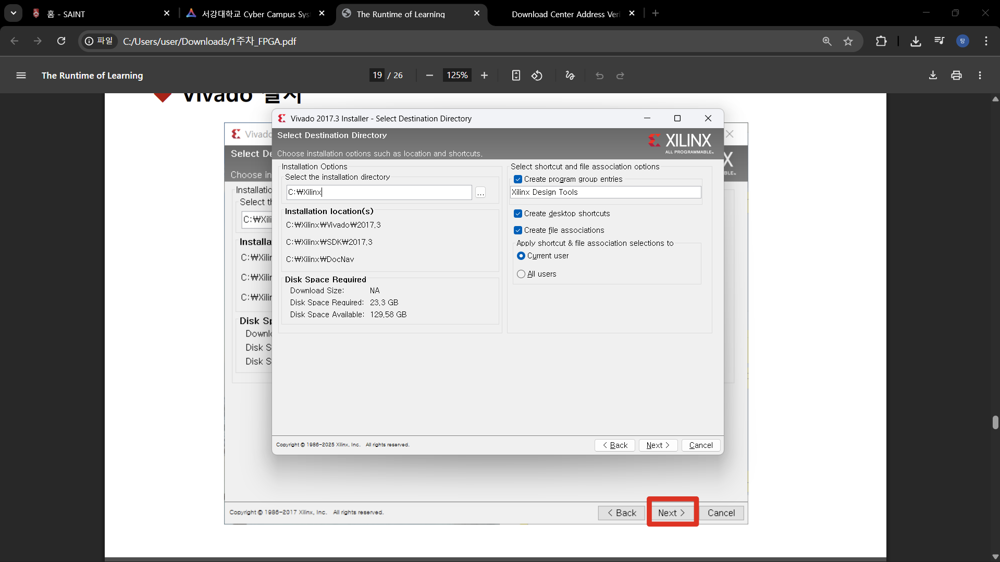 홈 - SAINT
서강대학교 Cyber Campus Sys
The Runtime of Learning
Download Center Address Veri
파일
C:/Users/user/Downloads/1주차_FPGA.pdf
탕
The Runtime of Learning
19 / 26
125%
Vivado 설치
Vivado 2017.3 Installer - Select Destination Directory
Select Destination Directory
XILINX
ALL PROGRAMMABLE.
Choose installation options such as location and shortcuts.
Installation Options
Select the installation directory
C:₩Xilinx
...
Installation location(s)
C:₩Xilinx₩Vivado₩2017.3
C:₩Xilinx₩SDK₩2017.3
C:₩Xilinx₩DocNav
Disk Space Required
Download Size: NA
Disk Space Required: 23.3 GB
Disk Space Available: 129.58 GB
Select shortcut and file association options
Create program group entries
Xilinx Design Tools
Create desktop shortcuts
Create file associations
Apply shortcut & file association selections to
Current user
All users
Copyright © 1986-2025 Xilinx, Inc. All rights reserved.
< Back
Next >
Cancel
Vivado
Select De
Choose in
X
BLE.
Installatio
Select th
C:₩Xili
Installa
C:₩Xilin
C:₩Xilin
C:₩Xilin
Disk Sp
Downl
Disk S
Disk S
Copyright © 1986-2017 Xilinx, Inc. All rights reserved.
< Back
Next >
Cancel